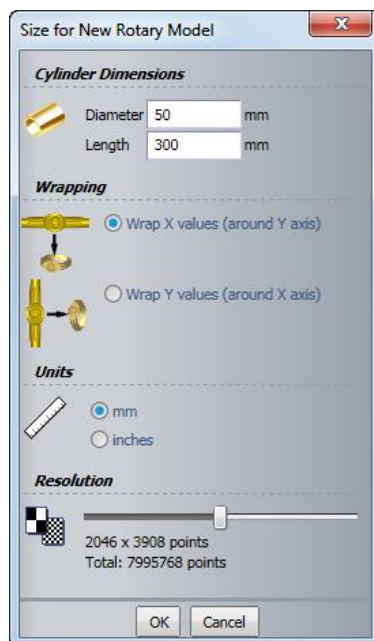 Size for New Rotary Model
Cylinder Dimensions
Diameter 50 mm
Length 300 mm
Wrapping
Wrap X values (around Y axis)
Wrap Y values (around X axis)
Units
mm
inches
Resolution
2046 x 3908 points
Total: 7995768 points
OK Cancel